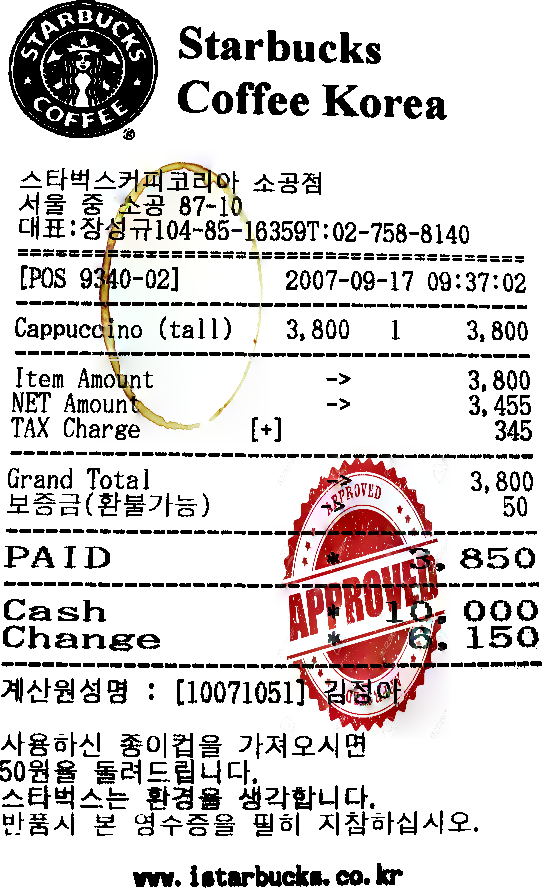 STARBUCKS COFFEE
®
Starbucks
Coffee Korea
스타벅스커피코리아 소공점
서울 중 소공 87-10
대표:장성규104-85-16359T:02-758-8140
[POS 9340-02] 2007-09-17 09:37:02
Cappuccino (tall) 3,800 1 3,800
Item Amount -> 3,800
NET Amount -> 3,455
TAX Charge [+] 345
Grand Total -> 3,800
보증금(환불가능) -> 50
APPROVED
PAID * 3,850
APPROVED
Cash * 10,000
Change * 6,150
계산원성명 : [10071051] 김정아
사용하신 종이컵을 가져오시면
50원을 돌려드립니다.
스타벅스는 환경을 생각합니다.
반품시 본 영수증을 필히 지참하십시오.
www.istarbucks.co.kr